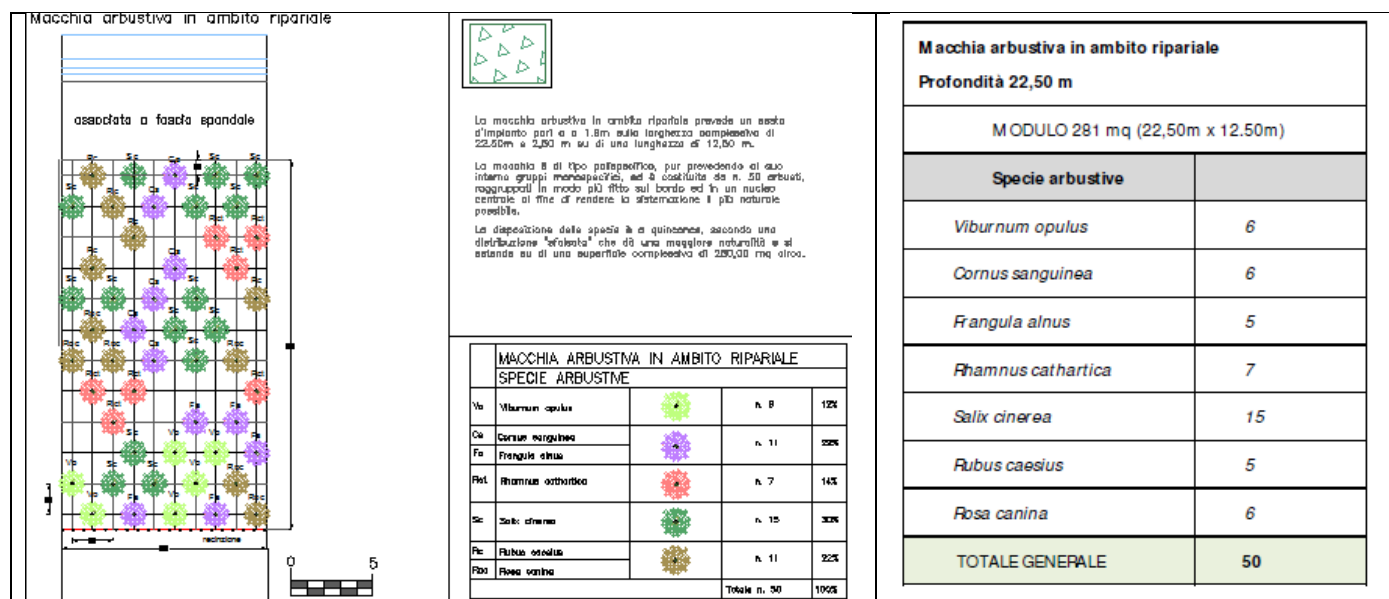 Macchia arbustiva in ambito ripariale
associata a fascia spondale
recinzione
0 5
La macchia arbustiva in ambito ripariale prevede un sesto
d'impianto pari a a 1.8m sulla larghezza complessiva di
22.50m e 2,50 m su di una lunghezza di 12,50 m.
La macchia è di tipo polispecifico, pur prevedendo al suo
interno gruppi monospecifici, ed è costituita da n. 50 arbusti,
raggruppati in modo più fitto sul bordo ed in un nucleo
centrale al fine di rendere la sistemazione il più naturale
possibile.
La disposizione delle specie è a quinconce, secondo una
distribuzione "sfalsata" che dà una maggiore naturalità e si
estende su di una superficie complessiva di 280,00 mq circa.
MACCHIA ARBUSTIVA IN AMBITO RIPARIALE
SPECIE ARBUSTIVE
Vo Viburnum opulus n. 6 12%
Cs Cornus sanguinea
Fa Frangula alnus
n. 11 22%
Rct Rhamnus cathartica n. 7 14%
Sc Salix cinerea n. 15 30%
Rc Rubus caesius
Roc Rosa canina
n. 11 22%
Totale n. 50 100%
Macchia arbustiva in ambito ripariale
Profondità 22,50 m
MODULO 281 mq (22,50m x 12.50m)
Specie arbustive
Viburnum opulus 6
Cornus sanguinea 6
Frangula alnus 5
Rhamnus cathartica 7
Salix cinerea 15
Rubus caesius 5
Rosa canina 6
TOTALE GENERALE 50